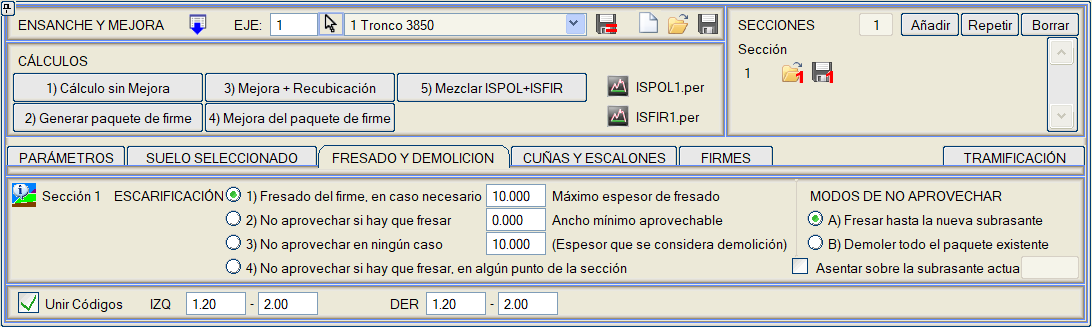 ENSANCHE Y MEJORA EJE: 1 1 Tronco 3850
SECCIONES 1 Añadir Repetir Borrar
Sección
1 1 1
CÁLCULOS
1) Cálculo sin Mejora 3) Mejora + Recubicación 5) Mezclar ISPOL+ISFIR ISPOL1.per
2) Generar paquete de firme 4) Mejora del paquete de firme ISFIR1.per
PARÁMETROS SUELO SELECCIONADO FRESADO Y DEMOLICION CUÑAS Y ESCALONES FIRMES TRAMIFICACIÓN
Sección 1 ESCARIFICACIÓN 1) Fresado del firme, en caso necesario 10.000 Máximo espesor de fresado
2) No aprovechar si hay que fresar 0.000 Ancho mínimo aprovechable
3) No aprovechar en ningún caso 10.000 (Espesor que se considera demolición)
4) No aprovechar si hay que fresar, en algún punto de la sección
MODOS DE NO APROVECHAR
A) Fresar hasta la nueva subrasante
B) Demoler todo el paquete existente
Asentar sobre la subrasante actua
Unir Códigos IZQ 1.20 - 2.00 DER 1.20 - 2.00